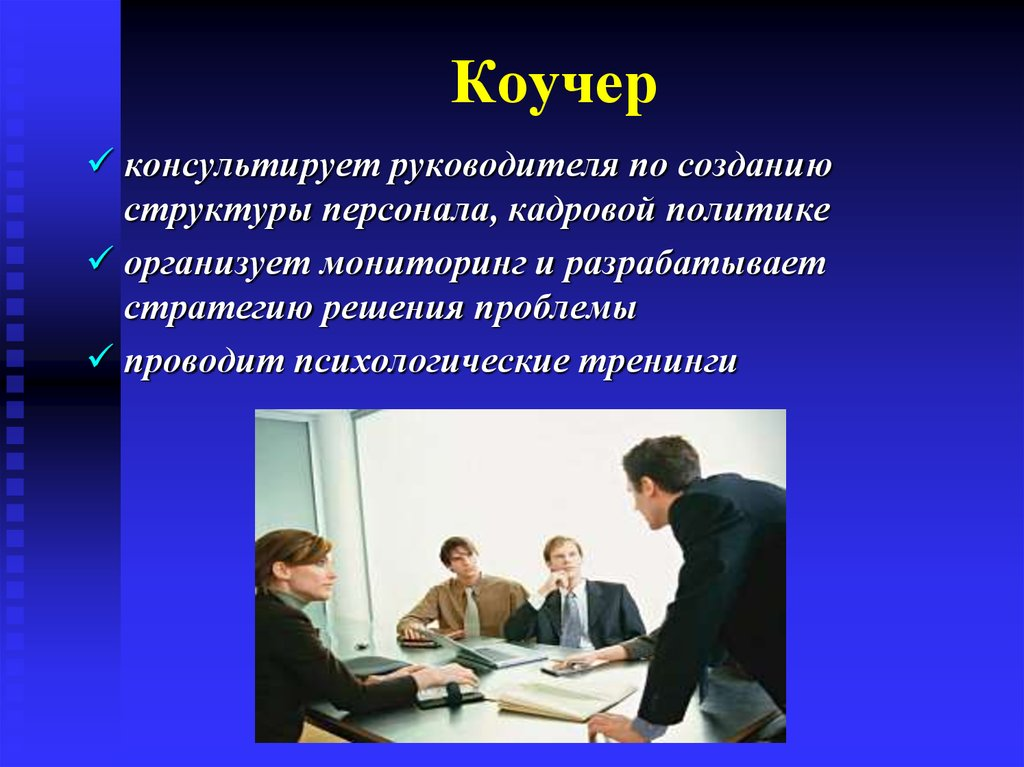 Коучер
консультирует руководителя по созданию
структуры персонала, кадровой политике
организует мониторинг и разрабатывает
стратегию решения проблемы
проводит психологические тренинги